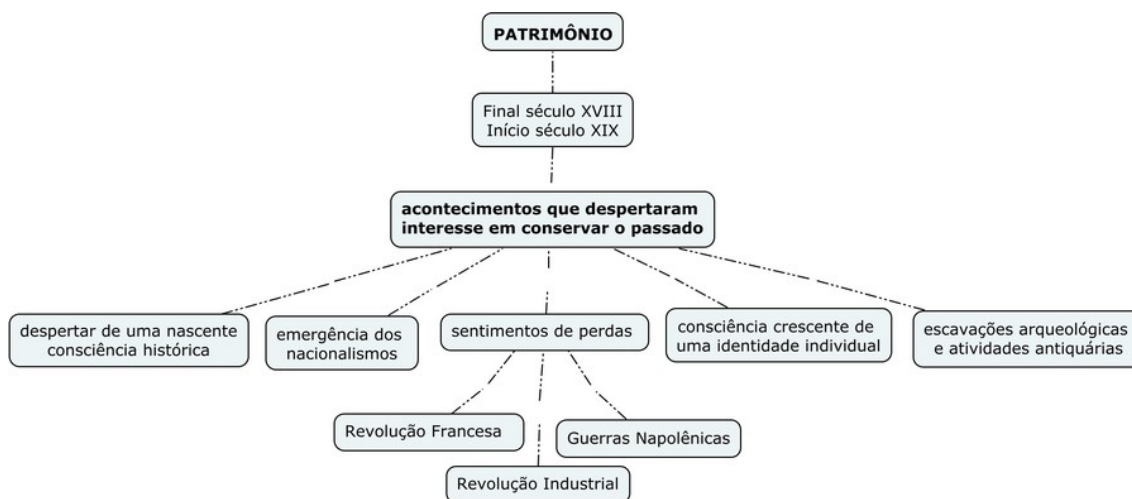 PATRIMÔNIO
Final século XVIII
Início século XIX
acontecimentos que despertaram
interesse em conservar o passado
despertar de uma nascente
consciência histórica
emergência dos
nacionalismos
sentimentos de perdas
consciência crescente de
uma identidade individual
escavações arqueológicas
e atividades antiquárias
Revolução Francesa
Guerras Napolênicas
Revolução Industrial